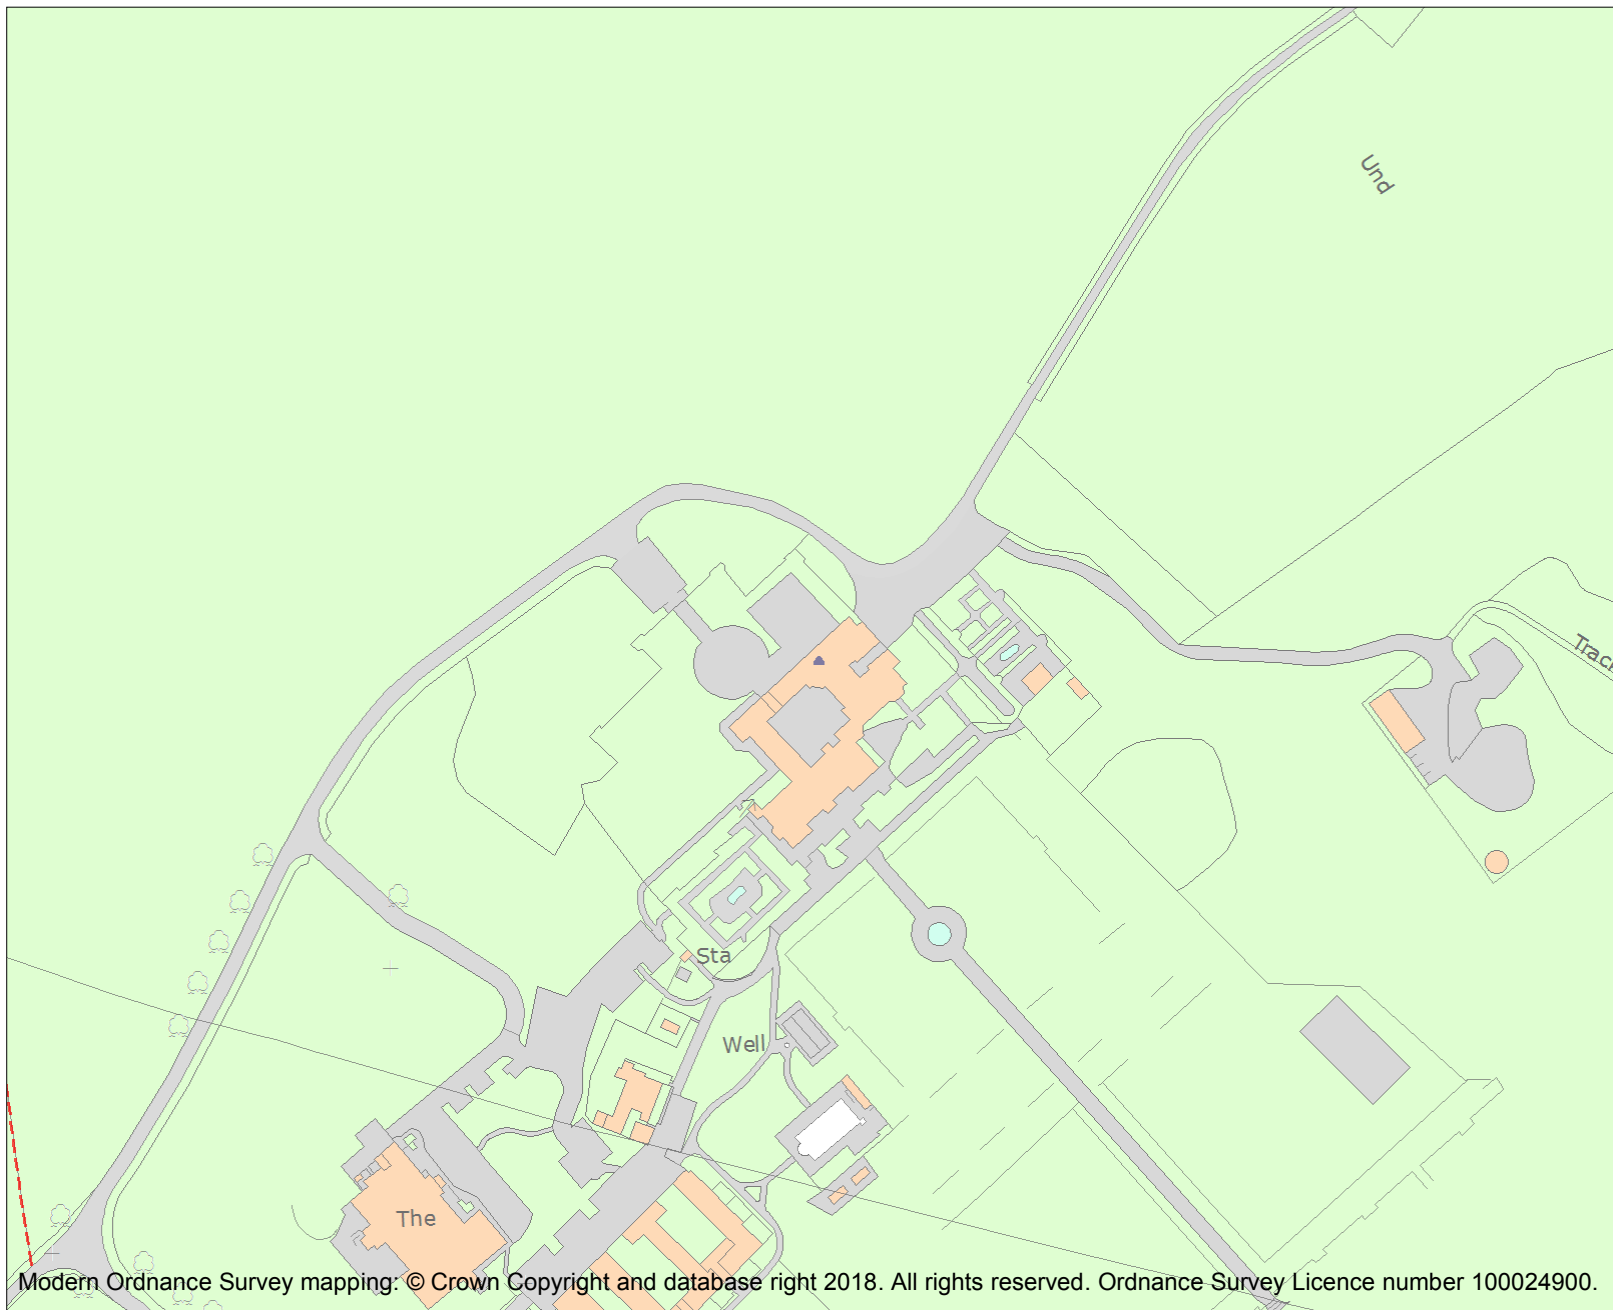 Und
Trac
Sta
Well
The
Modern Ordnance Survey mapping: © Crown Copyright and database right 2018. All rights reserved. Ordnance Survey Licence number 100024900.